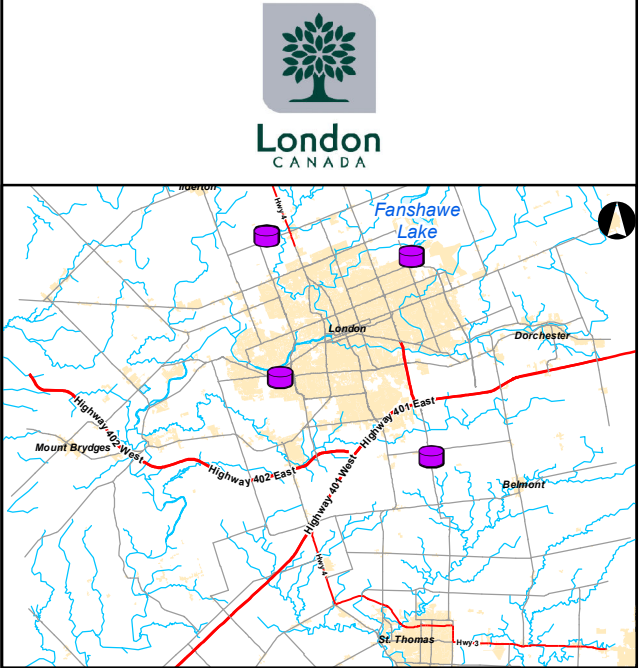 London
CANADA
Ilderton
Hwy 4
Fanshawe
Lake
London
Dorchester
Highway 401 East
Highway 402 West
Mount Brydges
Highway 402 East
Highway 401 West
Belmont
Hwy 4
St. Thomas
Hwy 3